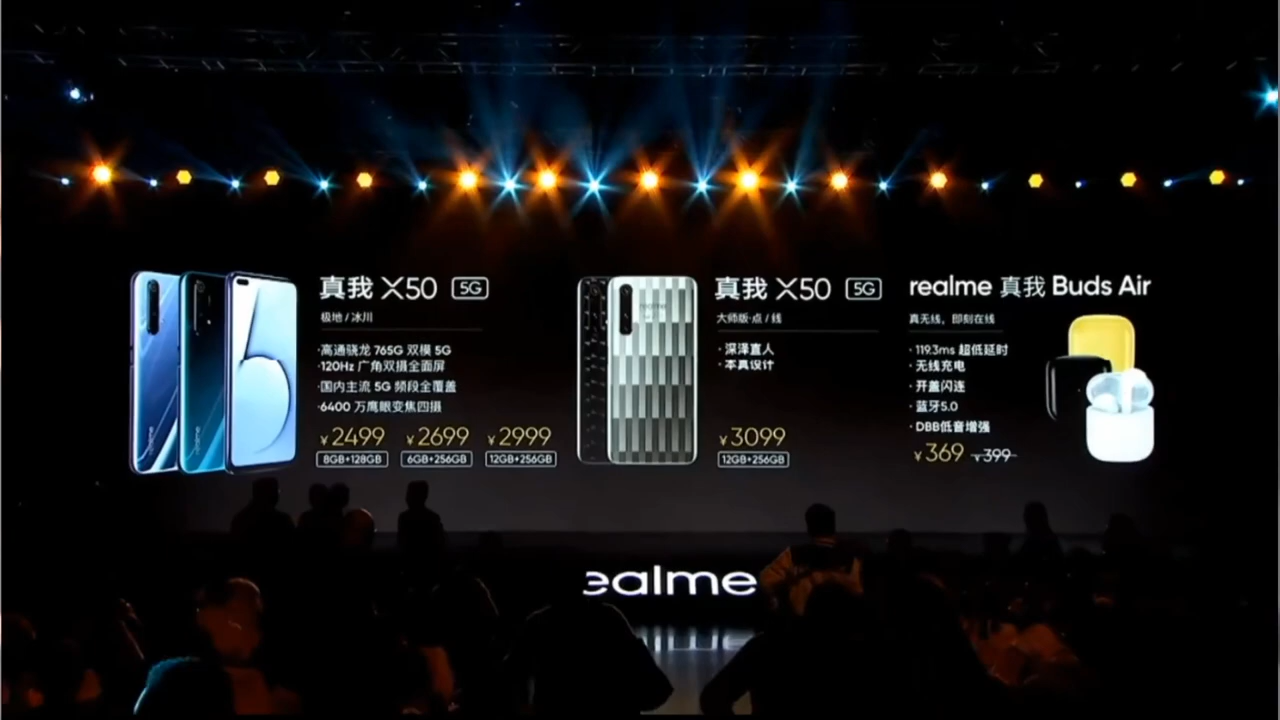 真我 X50 5G
极地 / 冰川
·高通骁龙 765G 双模 5G
·120Hz 广角双摄全面屏
·国内主流 5G 频段全覆盖
·6400 万鹰眼变焦四摄
¥2499 ¥2699 ¥2999
8GB+128GB 6GB+256GB 12GB+256GB
真我 X50 5G
大师版·点 / 线
· 深泽直人
· 本真设计
¥3099
12GB+256GB
realme 真我 Buds Air
真无线，即刻在线
· 119.3ms 超低延时
· 无线充电
· 开盖闪连
· 蓝牙5.0
· DBB低音增强
¥369 ¥399
realme
realme
realme
ealme